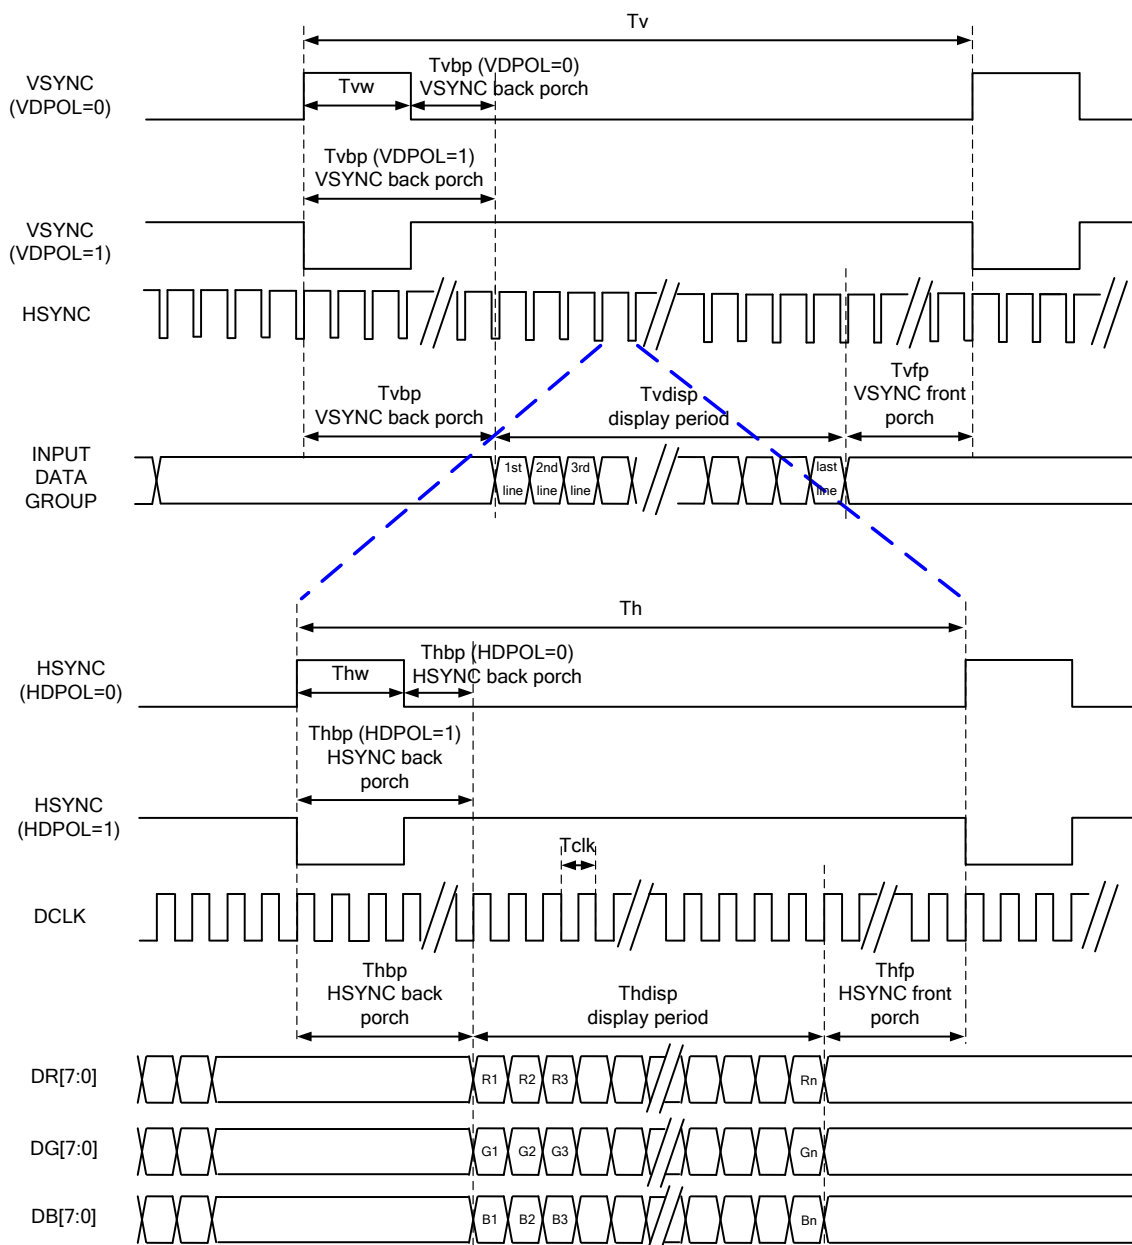 Tv
VSYNC
(VDPOL=0)
Tvw
Tvbp (VDPOL=0)
VSYNC back porch
Tvbp (VDPOL=1)
VSYNC back porch
VSYNC
(VDPOL=1)
HSYNC
Tvbp
VSYNC back porch
Tvdisp
display period
Tvfp
VSYNC front
porch
INPUT
DATA
GROUP
1st
line
2nd
line
3rd
line
last
line
Th
HSYNC
(HDPOL=0)
Thw
Thbp (HDPOL=0)
HSYNC back porch
Thbp (HDPOL=1)
HSYNC back
porch
HSYNC
(HDPOL=1)
Tclk
DCLK
Thbp
HSYNC back
porch
Thdisp
display period
Thfp
HSYNC front
porch
DR[7:0]
R1 R2 R3 Rn
DG[7:0]
G1 G2 G3 Gn
DB[7:0]
B1 B2 B3 Bn